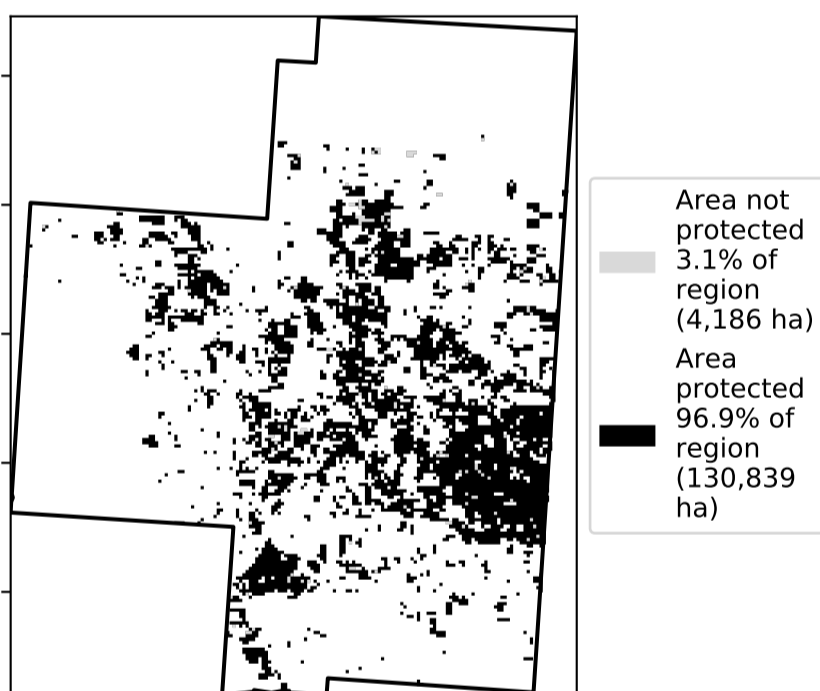 Area not
protected
3.1% of
region
(4,186 ha)
Area
protected
96.9% of
region
(130,839
ha)